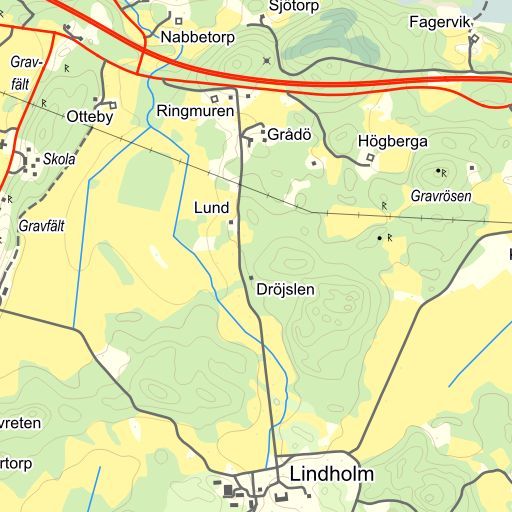 Sjötorp
Fagervik
Nabbetorp
Grav-
fält
Otteby
Ringmuren
Grådö
Högberga
Skola
Gravrösen
Lund
Gravfält
Dröjslen
vreten
rtorp
Lindholm